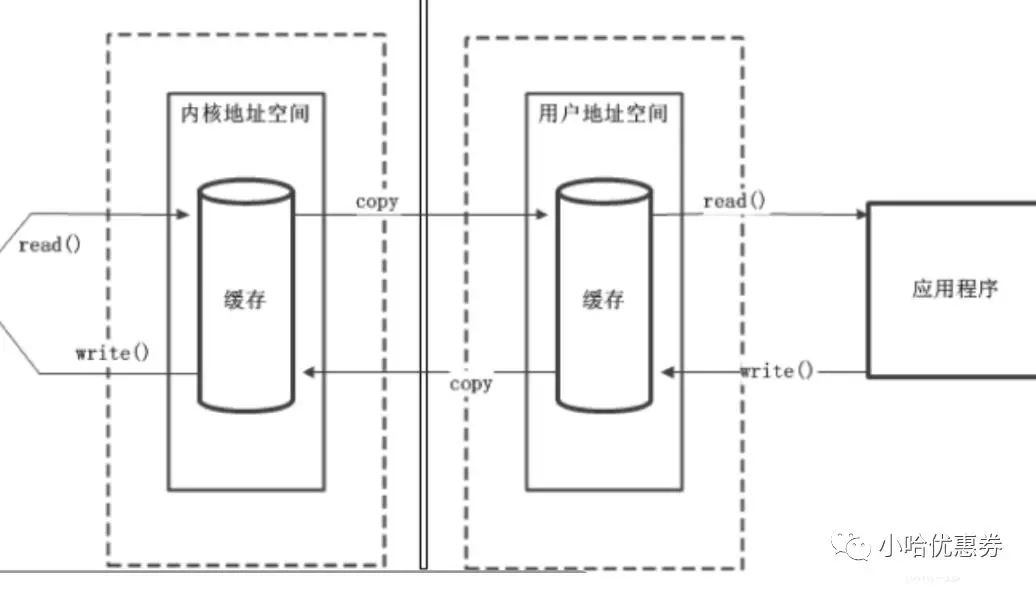 内核地址空间
用户地址空间
copy
read()
read()
缓存
缓存
应用程序
write()
copy
write()
小哈优惠券